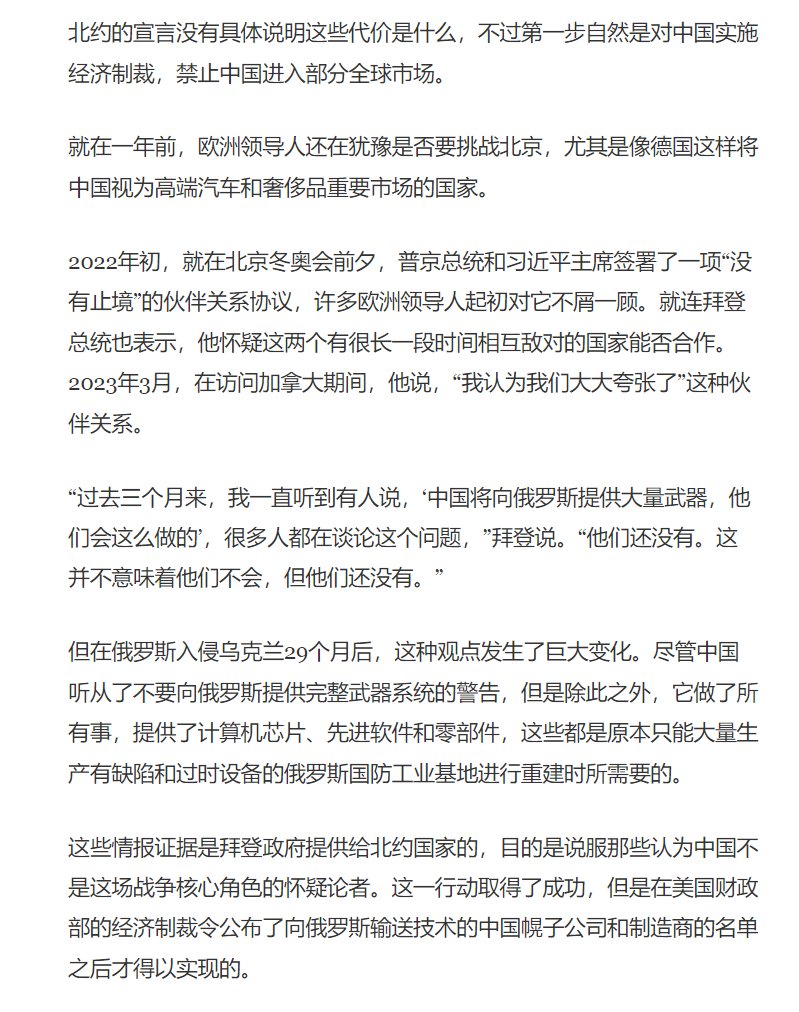 北约的宣言没有具体说明这些代价是什么，不过第一步自然是对中国实施
经济制裁，禁止中国进入部分全球市场。
就在一年前，欧洲领导人还在犹豫是否要挑战北京，尤其是像德国这样将
中国视为高端汽车和奢侈品重要市场的国家。
2022年初，就在北京冬奥会前夕，普京总统和习近平主席签署了一项“没
有止境”的伙伴关系协议，许多欧洲领导人起初对它不屑一顾。就连拜登
总统也表示，他怀疑这两个有很长一段时间相互敌对的国家能否合作。
2023年3月，在访问加拿大期间，他说，“我认为我们大大夸张了”这种伙
伴关系。
“过去三个月来，我一直听到有人说，‘中国将向俄罗斯提供大量武器，他
们会这么做的’，很多人都在谈论这个问题，”拜登说。“他们还没有。这
并不意味着他们不会，但他们还没有。”
但在俄罗斯入侵乌克兰29个月后，这种观点发生了巨大变化。尽管中国
听从了不要向俄罗斯提供完整武器系统的警告，但是除此之外，它做了所
有事，提供了计算机芯片、先进软件和零部件，这些都是原本只能大量生
产有缺陷和过时设备的俄罗斯国防工业基地进行重建时所需要的。
这些情报证据是拜登政府提供给北约国家的，目的是说服那些认为中国不
是这场战争核心角色的怀疑论者。这一行动取得了成功，但是在美国财政
部的经济制裁令公布了向俄罗斯输送技术的中国幌子公司和制造商的名单
之后才得以实现的。